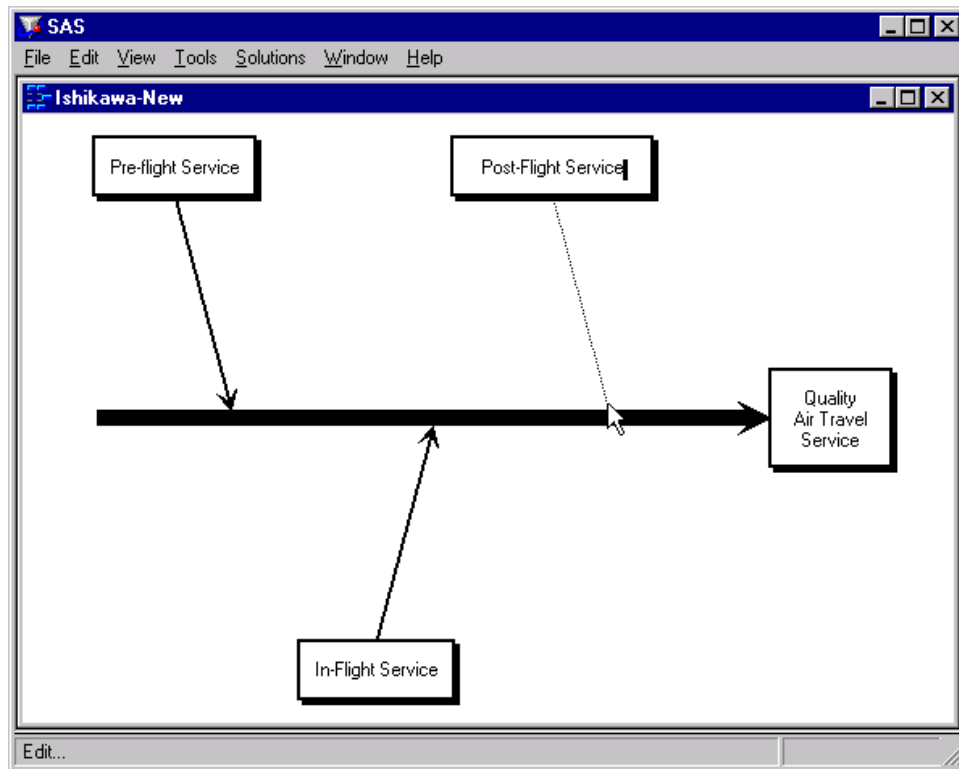 SAS
File Edit View Tools Solutions Window Help
Ishikawa-New
Pre-flight Service
Post-Flight Service
Quality
Air Travel
Service
In-Flight Service
Edit...